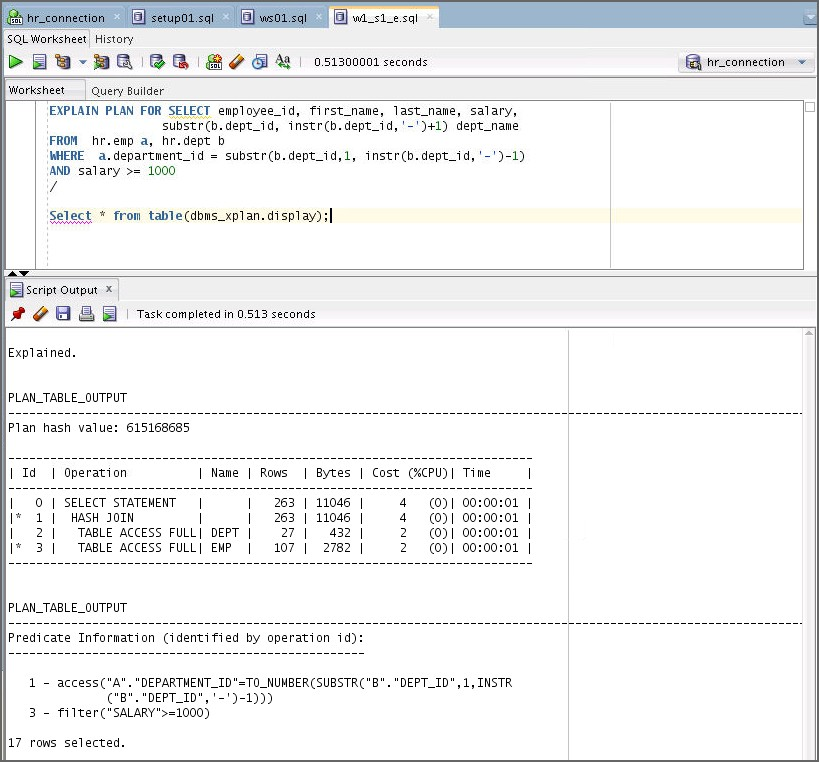 hr_connection × setup01.sql × ws01.sql × w1_s1_e.sql ×
SQL Worksheet History
0.51300001 seconds hr_connection
Worksheet Query Builder
EXPLAIN PLAN FOR SELECT employee_id, first_name, last_name, salary,
substr(b.dept_id, instr(b.dept_id,'-')+1) dept_name
FROM  hr.emp a, hr.dept b
WHERE  a.department_id = substr(b.dept_id,1, instr(b.dept_id,'-')-1)
AND salary >= 1000
/
Select * from table(dbms_xplan.display);
Script Output ×
Task completed in 0.513 seconds
Explained.
PLAN_TABLE_OUTPUT
--------------------------------------------------------------------------------
Plan hash value: 615168685
---------------------------------------------------------------------------
| Id  | Operation          | Name | Rows  | Bytes | Cost (%CPU)| Time     |
---------------------------------------------------------------------------
|   0 | SELECT STATEMENT   |      |   263 | 11046 |     4   (0)| 00:00:01 |
|*  1 |  HASH JOIN         |      |   263 | 11046 |     4   (0)| 00:00:01 |
|   2 |   TABLE ACCESS FULL| DEPT |    27 |   432 |     2   (0)| 00:00:01 |
|*  3 |   TABLE ACCESS FULL| EMP  |   107 |  2782 |     2   (0)| 00:00:01 |
---------------------------------------------------------------------------
PLAN_TABLE_OUTPUT
--------------------------------------------------------------------------------
Predicate Information (identified by operation id):
---------------------------------------------------
1 - access("A"."DEPARTMENT_ID"=TO_NUMBER(SUBSTR("B"."DEPT_ID",1,INSTR
("B"."DEPT_ID",'-')-1)))
3 - filter("SALARY">=1000)
17 rows selected.